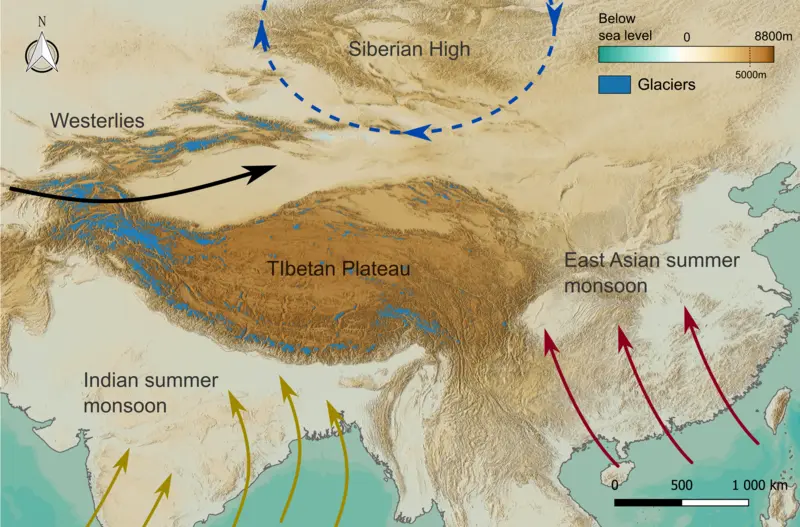 N
Siberian High
Below
sea level
0
8800m
5000m
Glaciers
Westerlies
TIbetan Plateau
East Asian summer
monsoon
Indian summer
monsoon
0
500
1 000 km